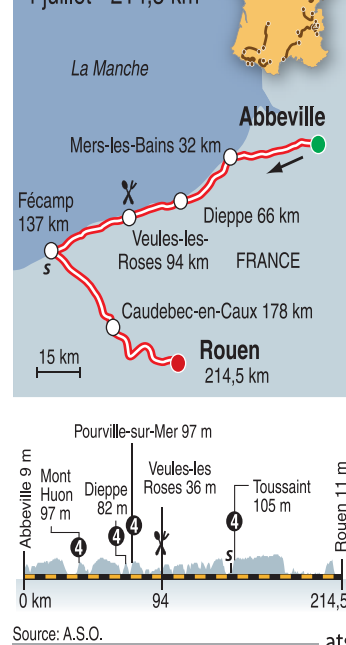 La Manche
Abbeville
Mers-les-Bains 32 km
Fécamp
137 km
Dieppe 66 km
Veules-les-
Roses 94 km
FRANCE
S
Caudebec-en-Caux 178 km
15 km
Rouen
214,5 km
Pourville-sur-Mer 97 m
Abbeville 9 m
Mont
Huon
97 m
Dieppe
82 m
Veules-les
Roses 36 m
Toussaint
105 m
Rouen 11 m
4
4
4
4
S
0 km
94
214,5
Source: A.S.O.
ats